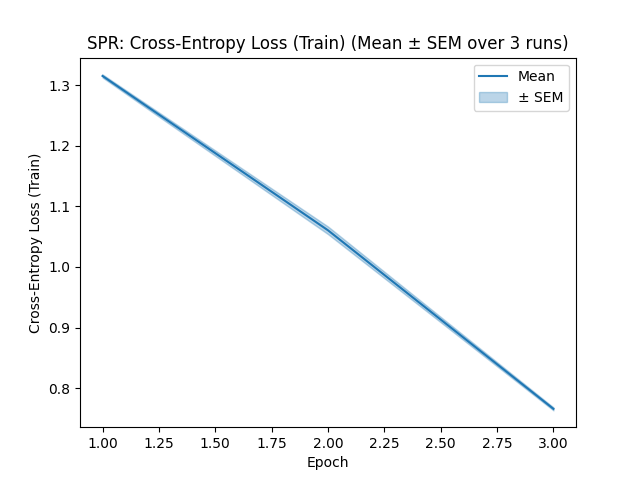 SPR: Cross-Entropy Loss (Train) (Mean ± SEM over 3 runs)
Mean
± SEM
Cross-Entropy Loss (Train)
1.3
1.2
1.1
1.0
0.9
0.8
1.00 1.25 1.50 1.75 2.00 2.25 2.50 2.75 3.00
Epoch